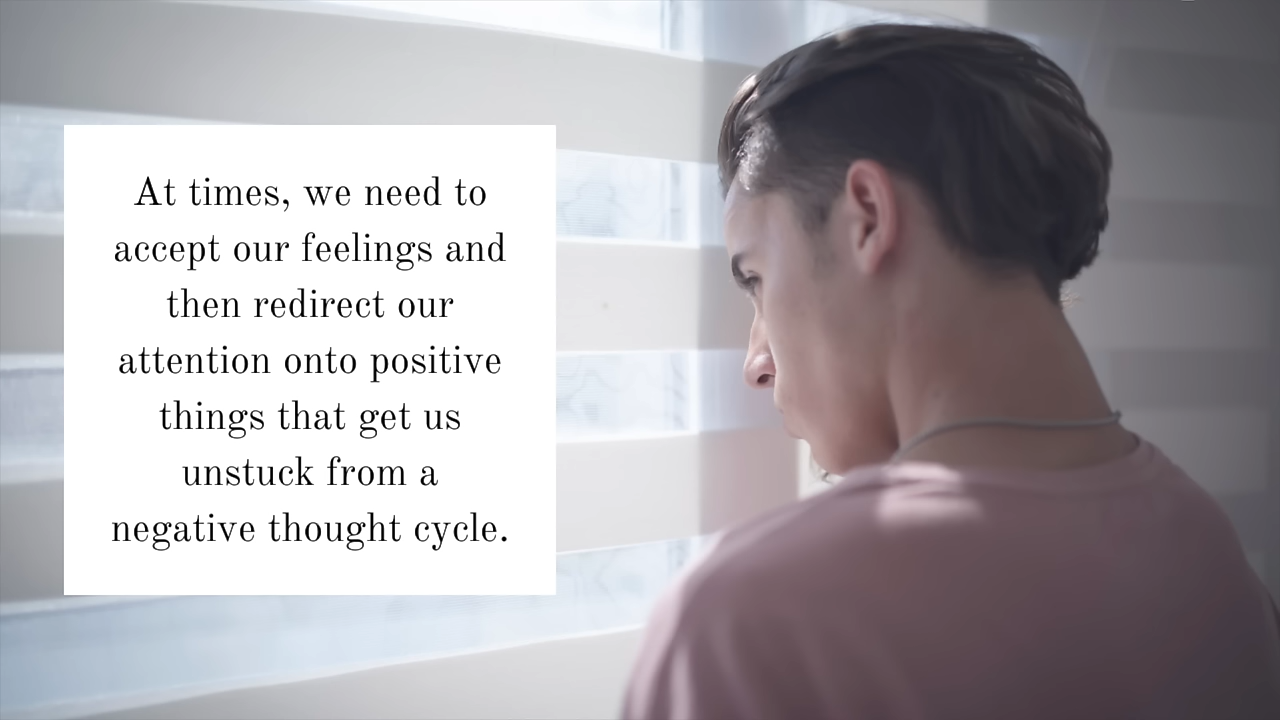 At times, we need to
accept our feelings and
then redirect our
attention onto positive
things that get us
unstuck from a
negative thought cycle.